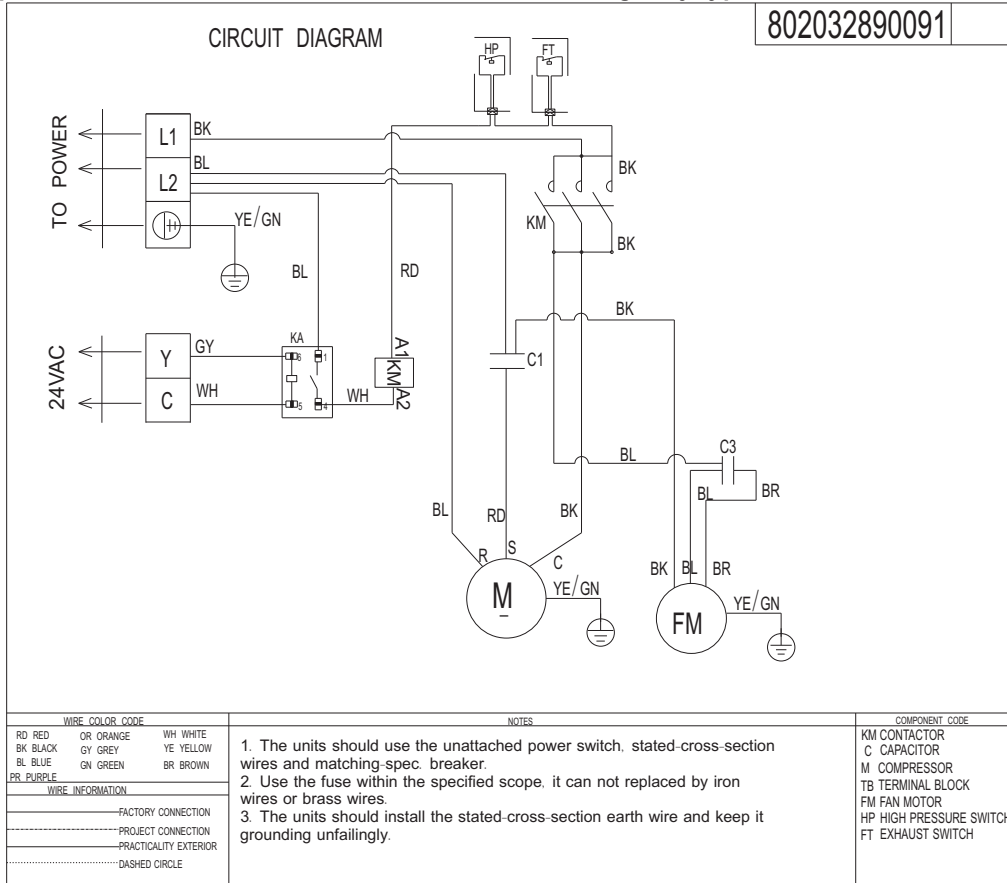 802032890091
CIRCUIT DIAGRAM
HP
FT
TO POWER
L1
BK
BL
L2
YE/GN
BK
KM
BK
BL
RD
BK
24VAC
Y
GY
KA
6
1
A1
KM
A2
C1
C
WH
5
4
WH
BL
C3
BL
BR
BL
RD
BK
R
S
C
BK
BL
BR
M
YE/GN
FM
YE/GN
WIRE COLOR CODE
RD RED OR ORANGE WH WHITE
BK BLACK GY GREY YE YELLOW
BL BLUE GN GREEN BR BROWN
PR PURPLE
WIRE INFORMATION
FACTORY CONNECTION
PROJECT CONNECTION
PRACTICALITY EXTERIOR
DASHED CIRCLE
NOTES
1. The units should use the unattached power switch, stated-cross-section
wires and matching-spec. breaker.
2. Use the fuse within the specified scope, it can not replaced by iron
wires or brass wires.
3. The units should install the stated-cross-section earth wire and keep it
grounding unfailingly.
COMPONENT CODE
KM CONTACTOR
C CAPACITOR
M COMPRESSOR
TB TERMINAL BLOCK
FM FAN MOTOR
HP HIGH PRESSURE SWITCH
FT EXHAUST SWITCH